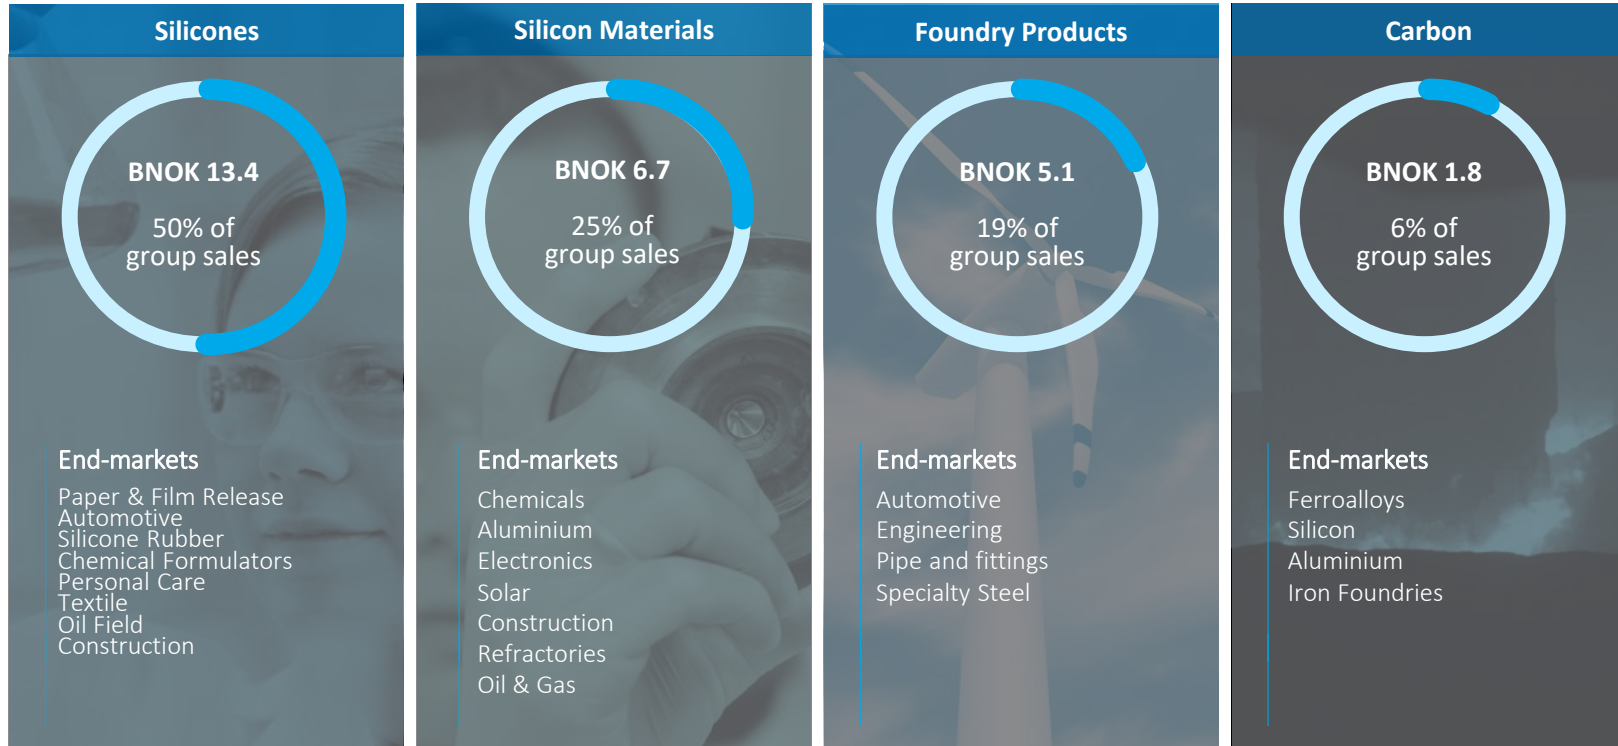 Silicones
BNOK 13.4
50% of
group sales
End-markets
Paper & Film Release
Automotive
Silicone Rubber
Chemical Formulators
Personal Care
Textile
Oil Field
Construction
Silicon Materials
BNOK 6.7
25% of
group sales
End-markets
Chemicals
Aluminium
Electronics
Solar
Construction
Refractories
Oil & Gas
Foundry Products
BNOK 5.1
19% of
group sales
End-markets
Automotive
Engineering
Pipe and fittings
Specialty Steel
Carbon
BNOK 1.8
6% of
group sales
End-markets
Ferroalloys
Silicon
Aluminium
Iron Foundries